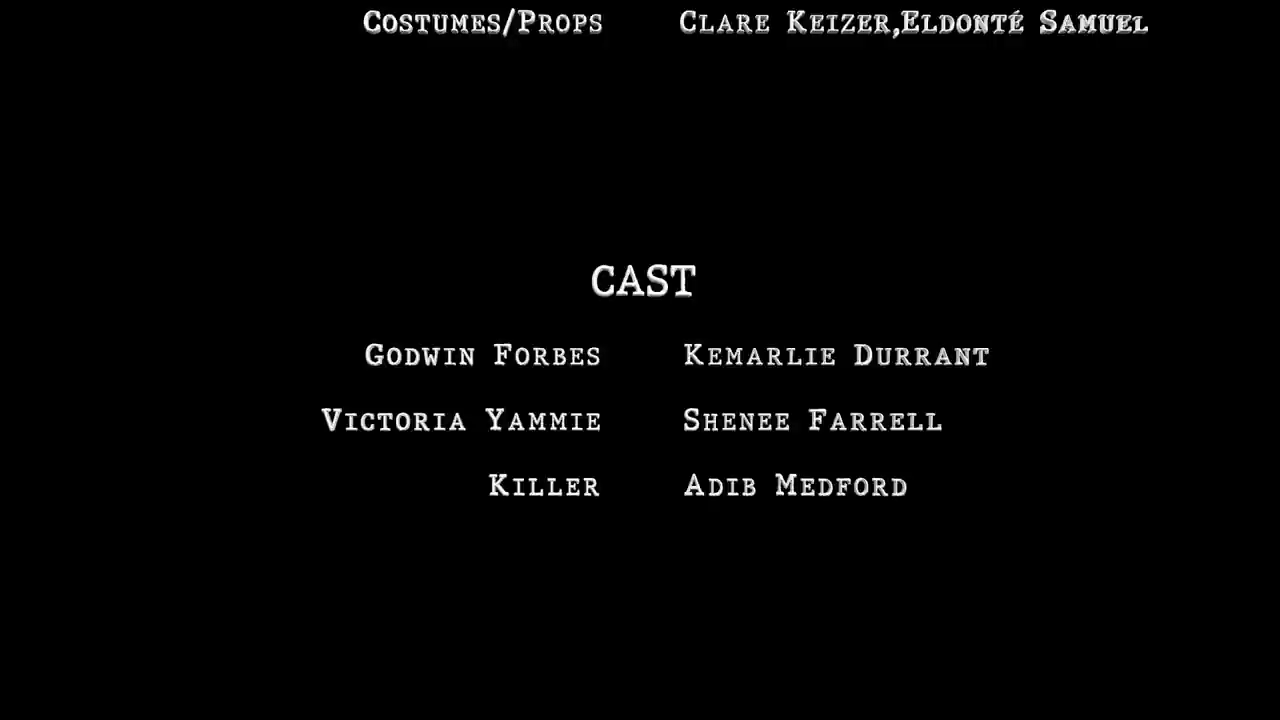 Costumes/Props Clare Keizer,Eldonté Samuel
CAST
Godwin Forbes Kemarlie Durrant
Victoria Yammie Shenee Farrell
Killer Adib Medford